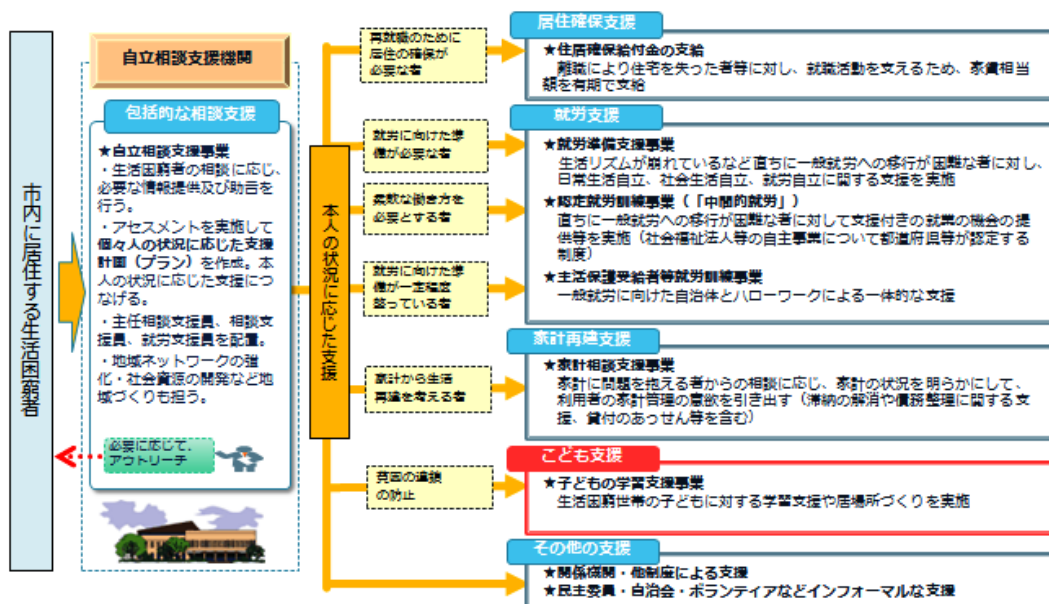 市内に居住する生活困窮者
自立相談支援機関
包括的な相談支援
★自立相談支援事業
・生活困窮者の相談に応じ、
必要な情報提供及び助言を
行う。
・アセスメントを実施して
個々人の状況に応じた支援
計画（プラン）を作成。本
人の状況に応じた支援につ
なげる。
・主任相談支援員、相談支
援員、就労支援員を配置。
・地域ネットワークの強
化・社会資源の開発など地
域づくりも担う。
必要に応じて、
アウトリーチ
本人の状況に応じた支援
再就職のために
居住の確保が
必要な者
居住確保支援
★住居確保給付金の支給
離職により住宅を失った者等に対し、就職活動を支えるため、家賃相当
額を有期で支給
就労に向けた準
備が必要な者
柔軟な働き方を
必要とする者
就労に向けた準
備が一定程度
整っている者
就労支援
★就労準備支援事業
生活リズムが崩れているなど直ちに一般就労への移行が困難な者に対し、
日常生活自立、社会生活自立、就労自立に関する支援を実施
★認定就労訓練事業（「中間的就労」）
直ちに一般就労への移行が困難な者に対して支援付きの就業の機会の提
供等を実施（社会福祉法人等の自主事業について都道府県等が認定する
制度）
★主活保護受給者等就労訓練事業
一般就労に向けた自治体とハローワークによる一体的な支援
家計から生活
再建を考える者
家計再建支援
★家計相談支援事業
家計に問題を抱える者からの相談に応じ、家計の状況を明らかにして、
利用者の家計管理の意欲を引き出す（滞納の解消や債務整理に関する支
援、貸付のあっせん等を含む）
貧困の連鎖
の防止
こども支援
★子どもの学習支援事業
生活困窮世帯の子どもに対する学習支援や居場所づくりを実施
その他の支援
★関係機関・他制度による支援
★民主委員・自治会・ボランティアなどインフォーマルな支援